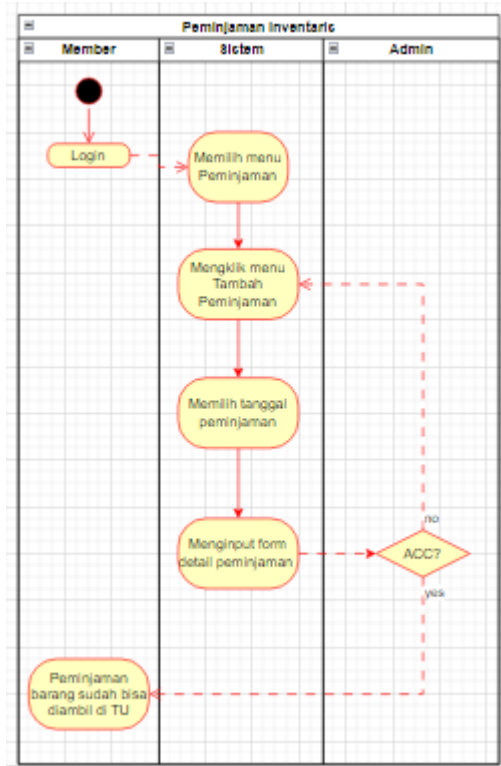 Peminjaman Inventaris
Member
Sistem
Admin
Login
Memilih menu
Peminjaman
Mengklik menu
Tambah
Peminjaman
Memilih tanggal
peminjaman
Menginput form
detail peminjaman
ACC?
no
yes
Peminjaman
barang sudah bisa
diambil di TU